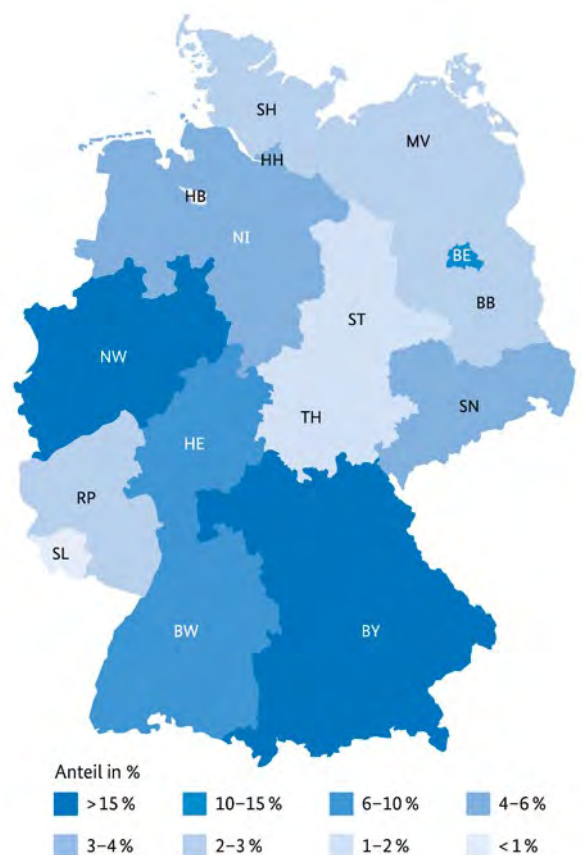 SH
MV
HH
HB
NI
BE
BB
ST
NW
SN
TH
HE
RP
SL
BW
BY
Anteil in %
>15 % 10–15 % 6–10 % 4–6 %
3–4 % 2–3 % 1–2 % <1 %